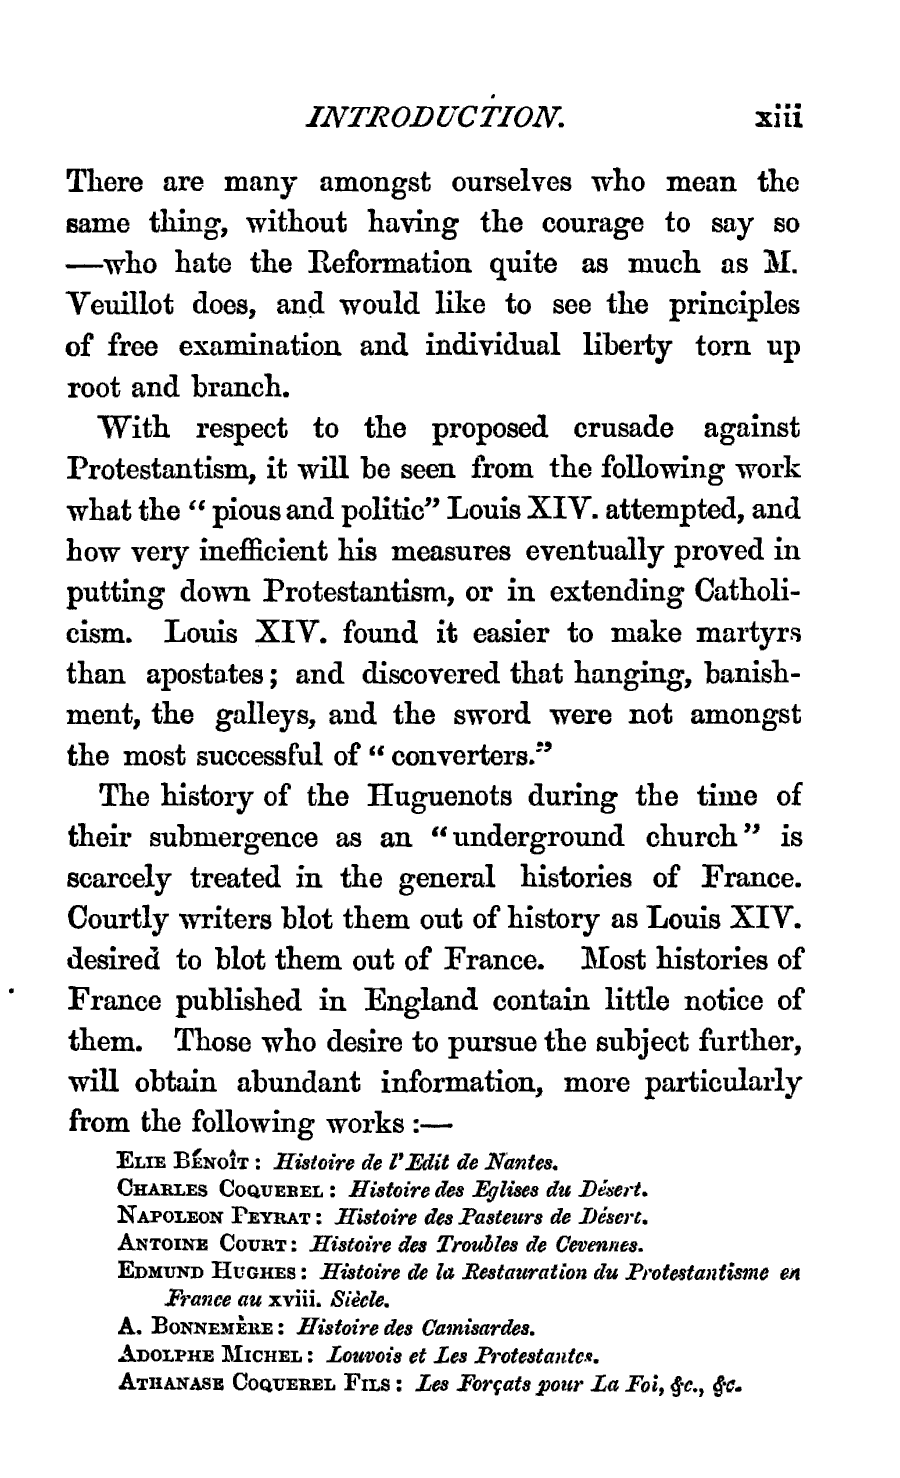 INTRODUCTION. xiii
There are many amongst ourselves who mean the
same thing, without having the courage to say so
—who hate the Reformation quite as much as M.
Veuillot does, and would like to see the principles
of free examination and individual liberty torn up
root and branch.
With respect to the proposed crusade against
Protestantism, it will be seen from the following work
what the “ pious and politic” Louis XIV. attempted, and
how very inefficient his measures eventually proved in
putting down Protestantism, or in extending Catholi-
cism. Louis XIV. found it easier to make martyrs
than apostates ; and discovered that hanging, banish-
ment, the galleys, and the sword were not amongst
the most successful of “ converters.”
The history of the Huguenots during the time of
their submergence as an “underground church” is
scarcely treated in the general histories of France.
Courtly writers blot them out of history as Louis XIV.
desired to blot them out of France. Most histories of
France published in England contain little notice of
them. Those who desire to pursue the subject further,
will obtain abundant information, more particularly
from the following works :—
ELIE BÉNOÎT : Histoire de l’Edit de Nantes.
CHARLES COQUEREL : Histoire des Eglises du Désert.
NAPOLEON PEYRAT : Histoire des Pasteurs de Désert.
ANTOINE COURT : Histoire des Troubles de Cevennes.
EDMUND HUGHES : Histoire de la Restauration du Protestantisme en
France au xviii. Siècle.
A. BONNEMÈRE : Histoire des Camisardes.
ADOLPHE MICHEL : Louvois et Les Protestantes.
ATHANASE COQUEREL FILS : Les Forçats pour La Foi, &c., &c.